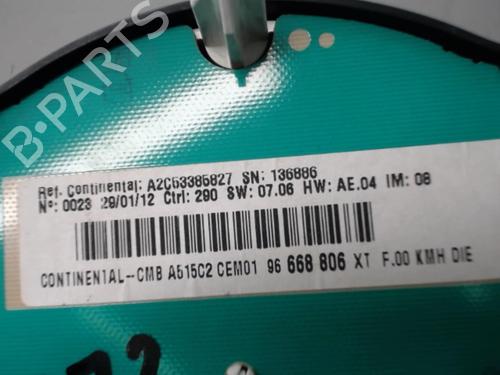 B-PARTS
Ref. Continental: A2C53385827 SN: 136886
Nº: 0023 29/01/12 Ctrl: 290 SW: 07.06 HW: AE.04 IM: 08
CONTINENTAL--CMB A515C2 CEM01 96 668 806 XT F.00 KMH DIE